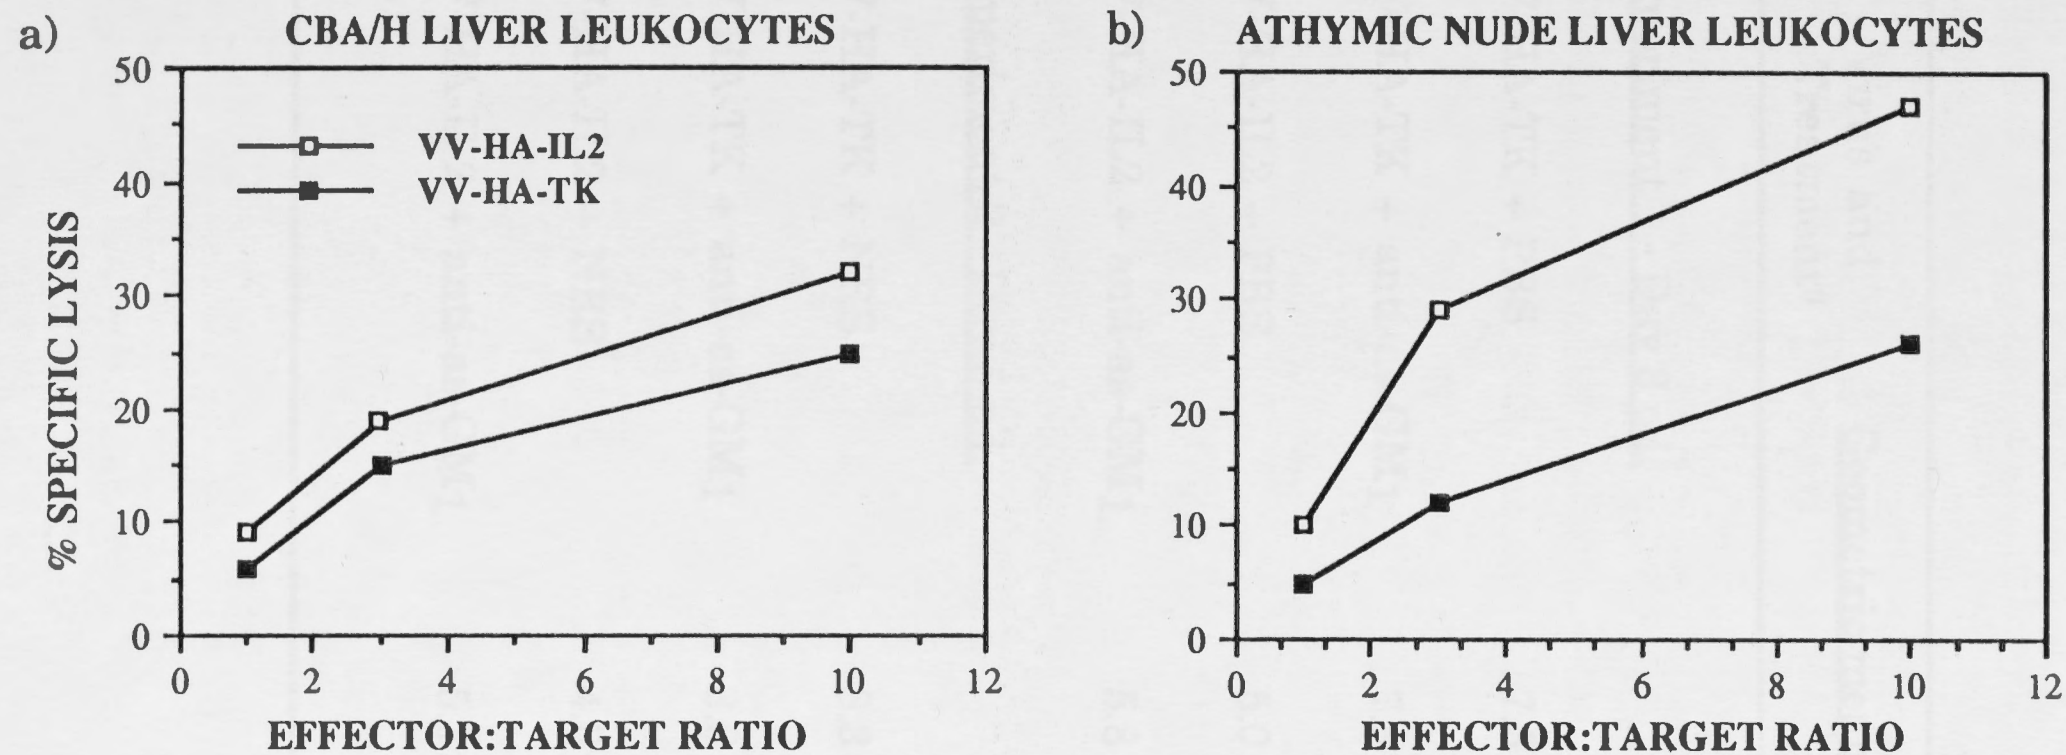 a) CBA/H LIVER LEUKOCYTES
50
40
30
20
10
0
% SPECIFIC LYSIS
VV-HA-IL2
VV-HA-TK
0 2 4 6 8 10 12
EFFECTOR:TARGET RATIO
b) ATHYMIC NUDE LIVER LEUKOCYTES
50
40
30
20
10
0
0 2 4 6 8 10 12
EFFECTOR:TARGET RATIO